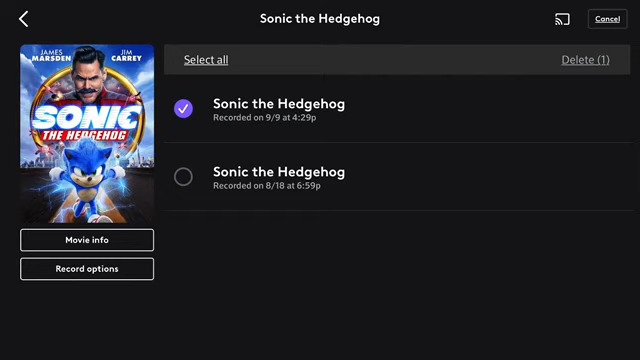 Sonic the Hedgehog
Cancel
JAMES MARSDEN
JIM CARREY
SONIC
THE HEDGEHOG
Movie info
Record options
Select all
Delete (1)
Sonic the Hedgehog
Recorded on 9/9 at 4:29p
Sonic the Hedgehog
Recorded on 8/18 at 6:59p